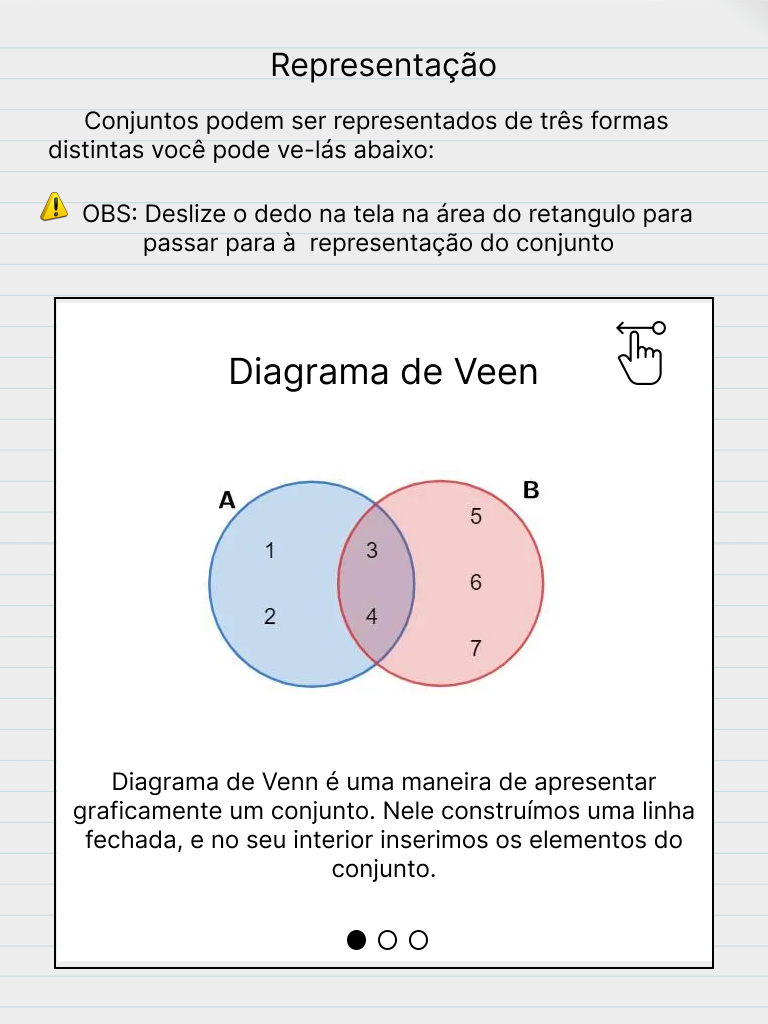 Representação
Conjuntos podem ser representados de três formas
distintas você pode ve-lás abaixo:
OBS: Deslize o dedo na tela na área do retangulo para
passar para à  representação do conjunto
Diagrama de Veen
A
B
5
1
3
6
2
4
7
Diagrama de Venn é uma maneira de apresentar
graficamente um conjunto. Nele construímos uma linha
fechada, e no seu interior inserimos os elementos do
conjunto.